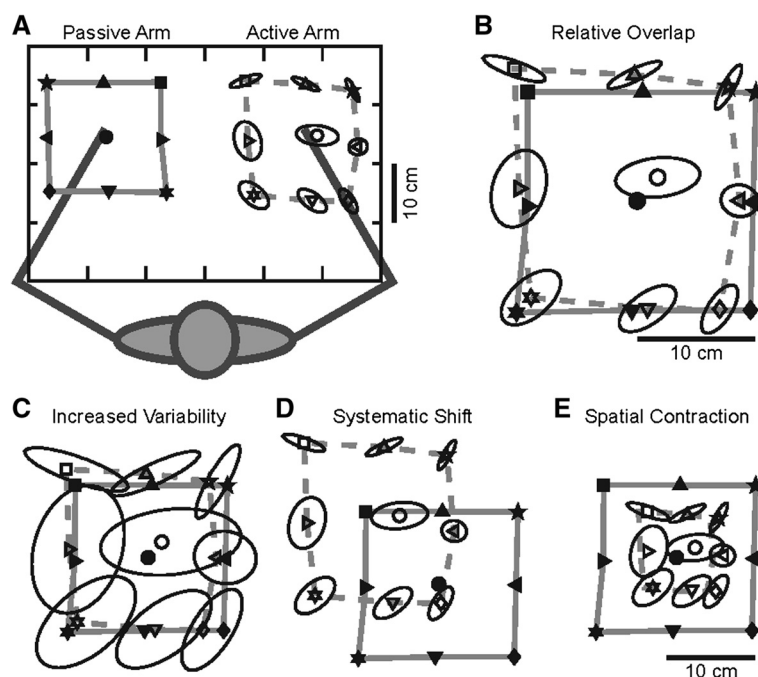 A
Passive Arm
Active Arm
10 cm
B
Relative Overlap
10 cm
C
Increased Variability
D
Systematic Shift
E
Spatial Contraction
10 cm